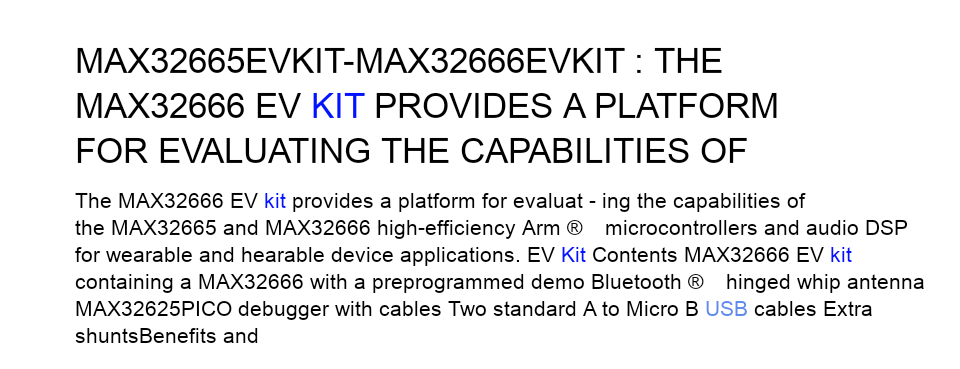 MAX32665EVKIT-MAX32666EVKIT : THE
MAX32666 EV KIT PROVIDES A PLATFORM
FOR EVALUATING THE CAPABILITIES OF
The MAX32666 EV kit provides a platform for evaluat - ing the capabilities of
the MAX32665 and MAX32666 high-efficiency Arm ® microcontrollers and audio DSP
for wearable and hearable device applications. EV Kit Contents MAX32666 EV kit
containing a MAX32666 with a preprogrammed demo Bluetooth ® hinged whip antenna
MAX32625PICO debugger with cables Two standard A to Micro B USB cables Extra
shuntsBenefits and